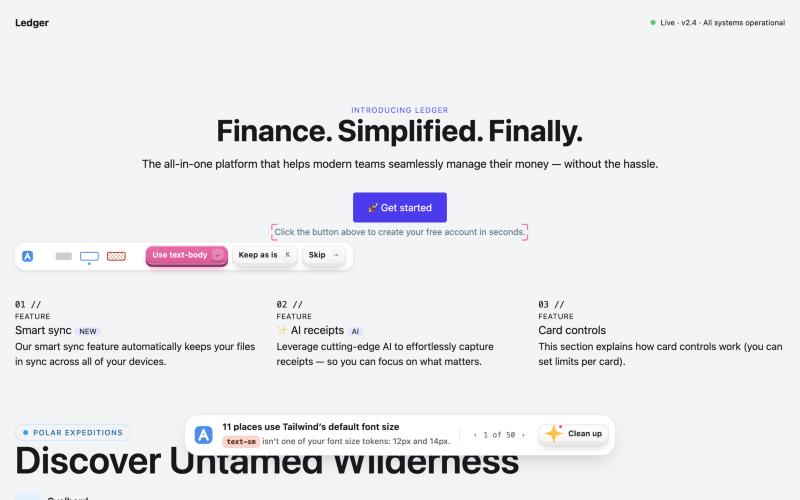 Ledger
Live · v2.4 · All systems operational
INTRODUCING LEDGER
Finance. Simplified. Finally.
The all-in-one platform that helps modern teams seamlessly manage their money — without the hassle.
🚀 Get started
Click the button above to create your free account in seconds.
Use text-body ↵ Keep as is K Skip →
01 //
FEATURE
Smart sync NEW
Our smart sync feature automatically keeps your files
in sync across all of your devices.
02 //
FEATURE
✨ AI receipts AI
Leverage cutting-edge AI to effortlessly capture
receipts — so you can focus on what matters.
03 //
FEATURE
Card controls
This section explains how card controls work (you can
set limits per card).
11 places use Tailwind’s default font size
text-sm isn’t one of your font size tokens: 12px and 14px.
‹ 1 of 50 ›
Clean up
POLAR EXPEDITIONS
Discover Untamed Wilderness